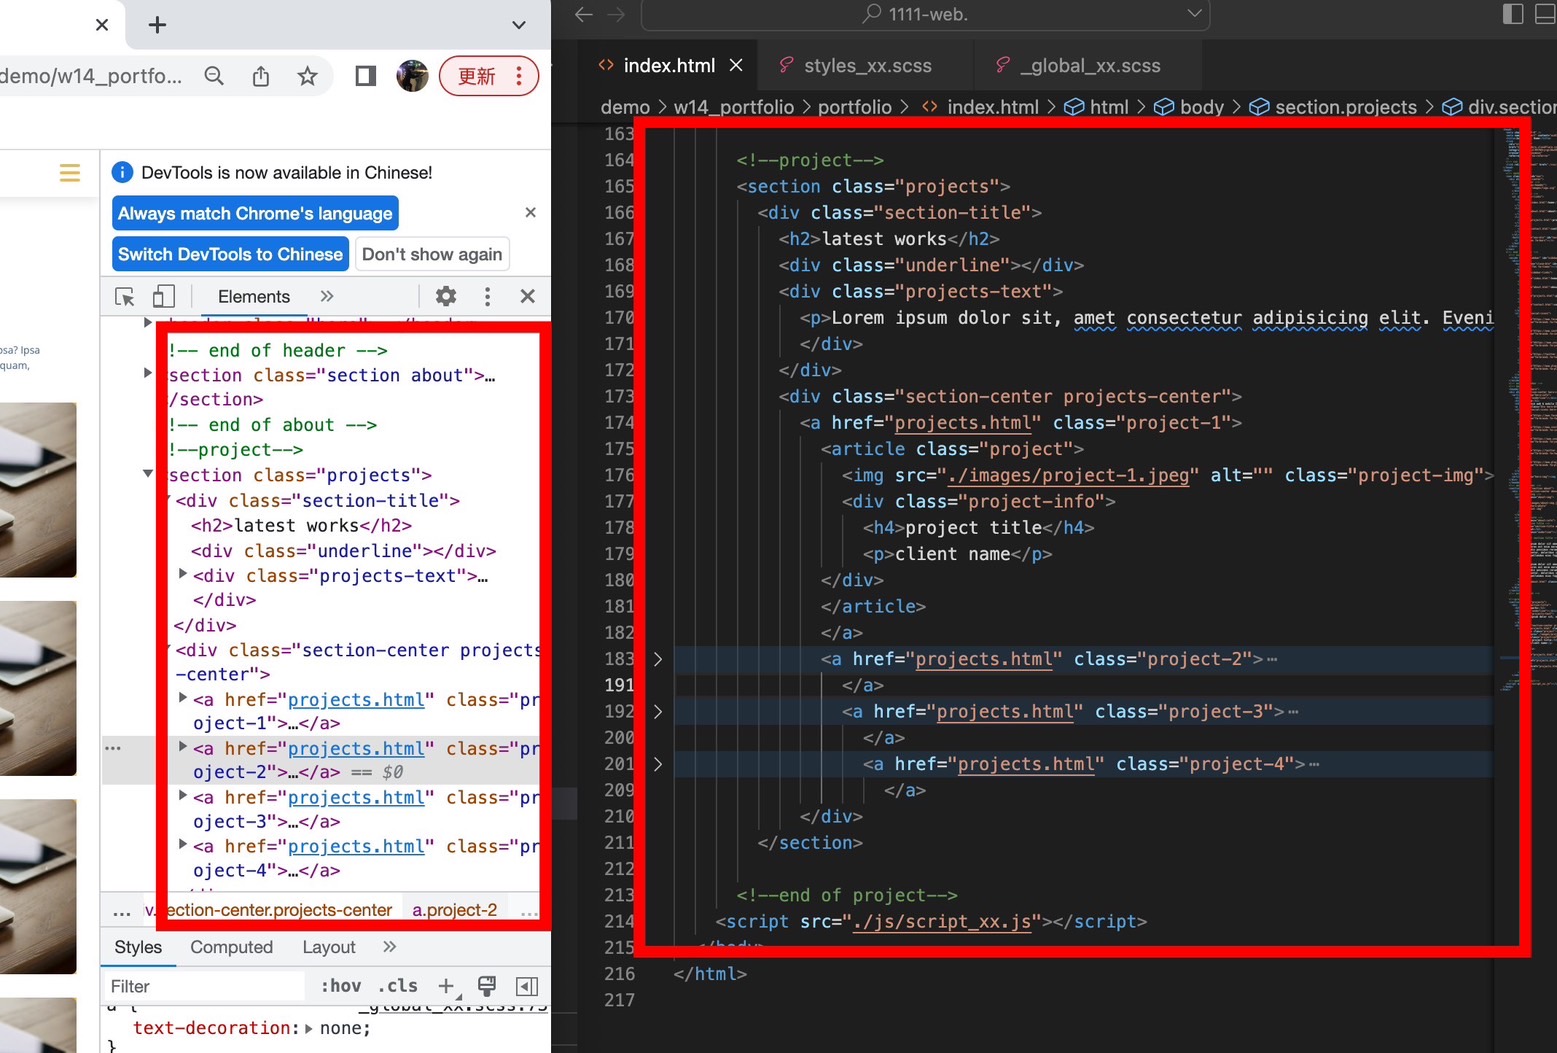 1111-web.
demo/w14_portfo...
更新
index.html
styles_xx.scss
_global_xx.scss
demo > w14_portfolio > portfolio > index.html > html > body > section.projects > div.section
DevTools is now available in Chinese!
Always match Chrome's language
Switch DevTools to Chinese
Don't show again
Elements
psa? Ipsa
quam,
!-- end of header -->
section class="section about">…
/section>
!-- end of about -->
!--project-->
section class="projects">
<div class="section-title">
<h2>latest works</h2>
<div class="underline"></div>
<div class="projects-text">…
</div>
</div>
<div class="section-center projects
-center">
<a href="projects.html" class="pr
oject-1">…</a>
<a href="projects.html" class="pr
oject-2">…</a> == $0
<a href="projects.html" class="pr
oject-3">…</a>
<a href="projects.html" class="pr
oject-4">…</a>
... v.section-center.projects-center a.project-2 ...
Styles Computed Layout
Filter :hov .cls
a { _global_xx.scss:75
text-decoration: none;
}
163
164 <!--project-->
165 <section class="projects">
166 <div class="section-title">
167 <h2>latest works</h2>
168 <div class="underline"></div>
169 <div class="projects-text">
170 <p>Lorem ipsum dolor sit, amet consectetur adipisicing elit. Eveni
171 </div>
172 </div>
173 <div class="section-center projects-center">
174 <a href="projects.html" class="project-1">
175 <article class="project">
176 <img src="./images/project-1.jpeg" alt="" class="project-img">
177 <div class="project-info">
178 <h4>project title</h4>
179 <p>client name</p>
180 </div>
181 </article>
182 </a>
183 <a href="projects.html" class="project-2">…
191 </a>
192 <a href="projects.html" class="project-3">…
200 </a>
201 <a href="projects.html" class="project-4">…
209 </a>
210 </div>
211 </section>
212
213 <!--end of project-->
214 <script src="./js/script_xx.js"></script>
215 </body>
216 </html>
217